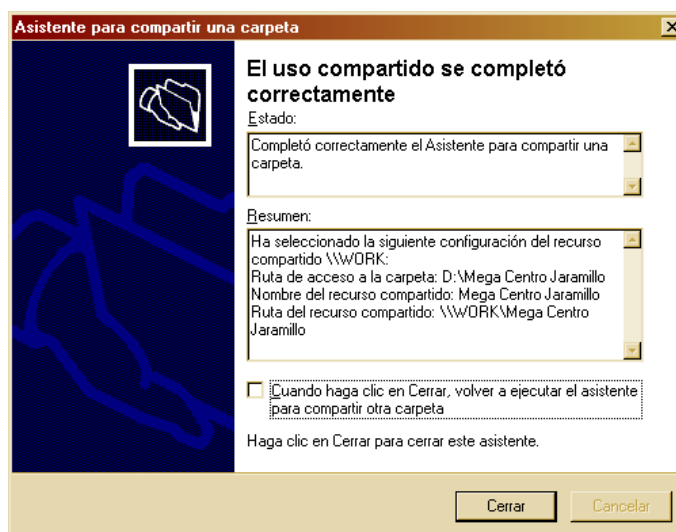 Asistente para compartir una carpeta
El uso compartido se completó
correctamente
Estado:
Completó correctamente el Asistente para compartir una
carpeta.
Resumen:
Ha seleccionado la siguiente configuración del recurso
compartido \\WORK:
Ruta de acceso a la carpeta: D:\Mega Centro Jaramillo
Nombre del recurso compartido: Mega Centro Jaramillo
Ruta del recurso compartido: \\WORK\Mega Centro
Jaramillo
Cuando haga clic en Cerrar, volver a ejecutar el asistente
para compartir otra carpeta
Haga clic en Cerrar para cerrar este asistente.
Cerrar
Cancelar